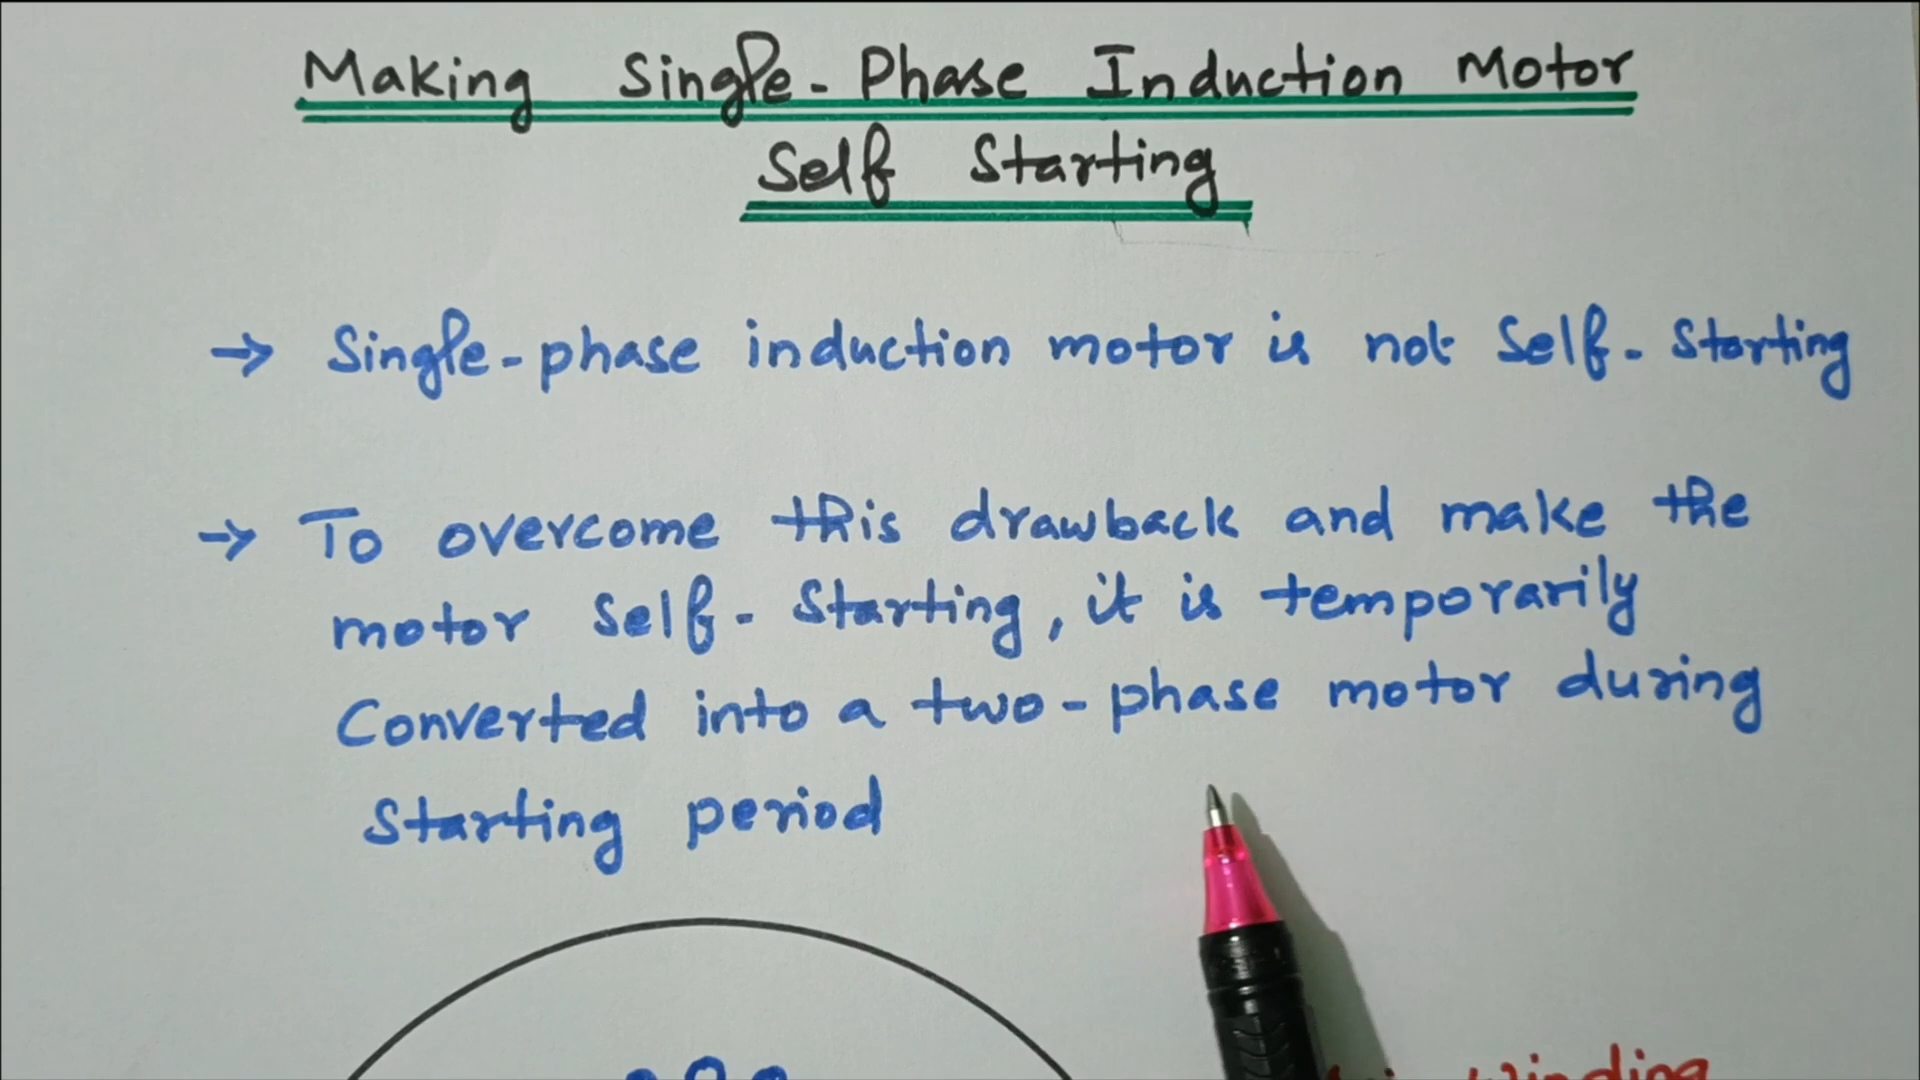 Making Single-Phase Induction Motor
Self Starting
→ Single-phase induction motor is not Self-Starting
→ To overcome this drawback and make the
motor Self-Starting, it is temporarily
Converted into a two-phase motor during
Starting period
Winding